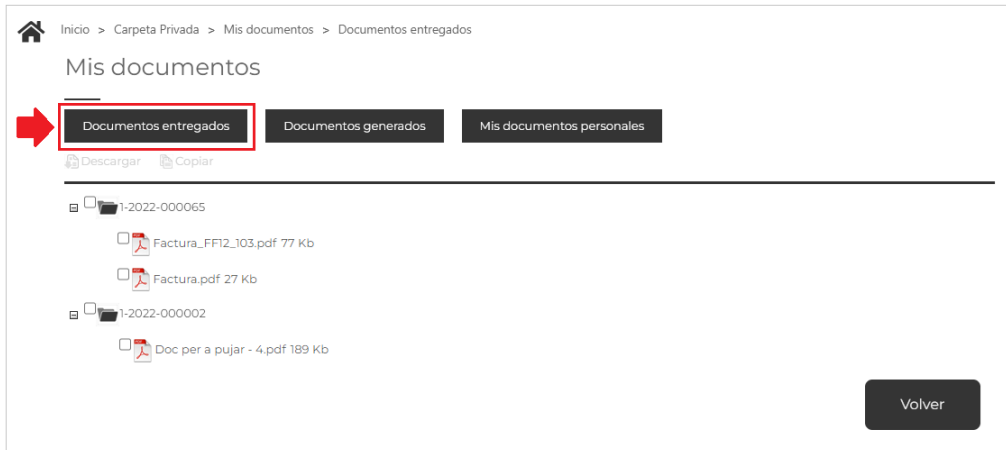 Inicio > Carpeta Privada > Mis documentos > Documentos entregados
Mis documentos
Documentos entregados Documentos generados Mis documentos personales
Descargar Copiar
1-2022-000065
Factura_FF12_103.pdf 77 Kb
Factura.pdf 27 Kb
1-2022-000002
Doc per a pujar - 4.pdf 189 Kb
Volver